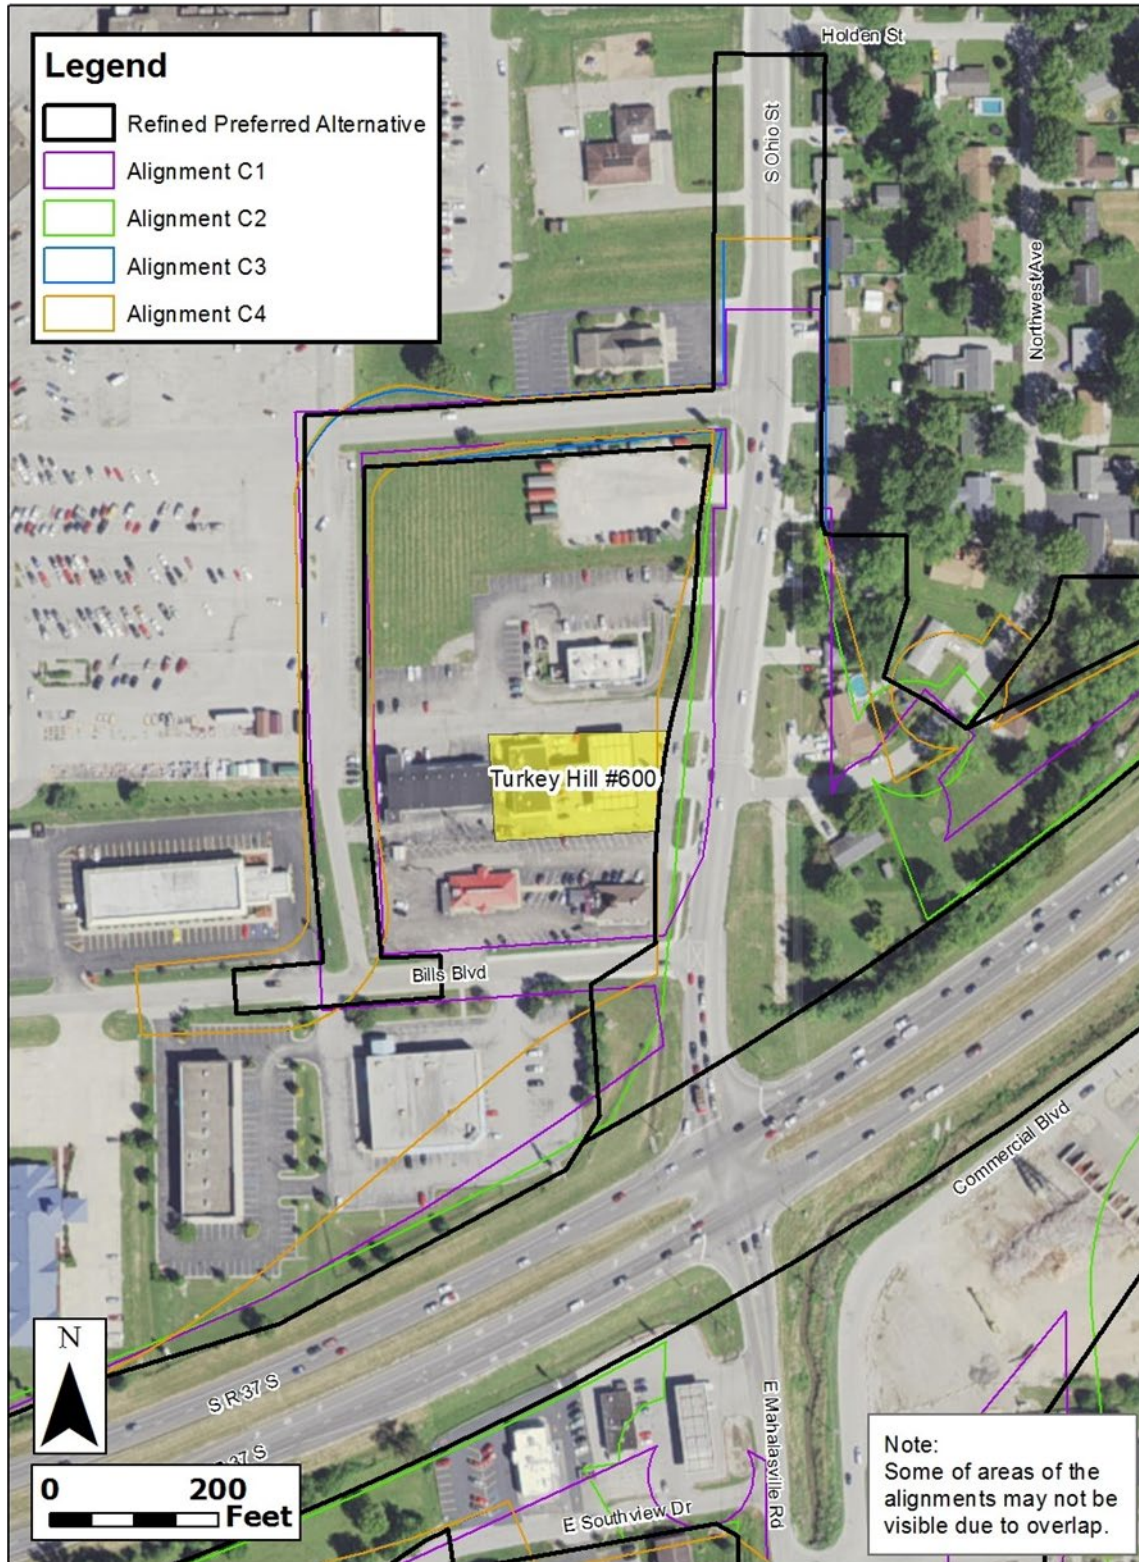 Legend
Refined Preferred Alternative
Alignment C1
Alignment C2
Alignment C3
Alignment C4
Holden St
S Ohio St
Northwest Ave
Turkey Hill #600
Bills Blvd
Commercial Blvd
S R 37 S
37 S
E Mahalasville Rd
E Southview Dr
N
0 200
Feet
Note:
Some of areas of the
alignments may not be
visible due to overlap.